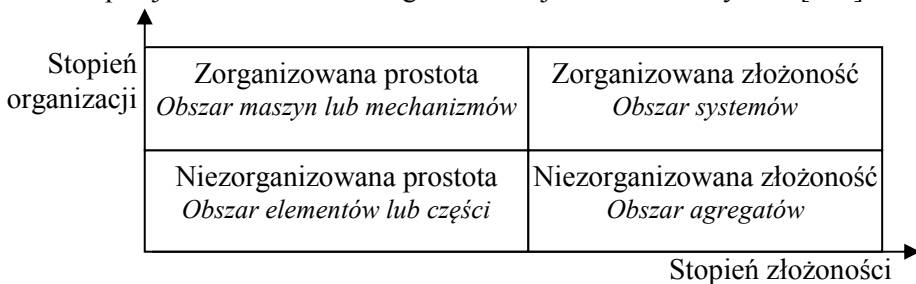 Stopień
organizacji
Zorganizowana prostota
Obszar maszyn lub mechanizmów
Zorganizowana złożoność
Obszar systemów
Niezorganizowana prostota
Obszar elementów lub części
Niezorganizowana złożoność
Obszar agregatów
Stopień złożoności